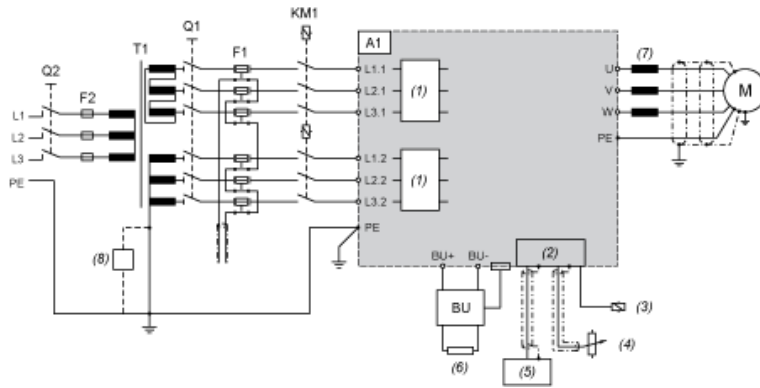 KM1
Q1
T1
F1
A1
Q2
F2
L1.1
L2.1
L3.1
(1)
U
V
W
PE
(7)
M
L1
L2
L3
PE
L1.2
L2.2
L3.2
(1)
PE
(8)
BU+
BU-
(2)
BU
(3)
(4)
(5)
(6)